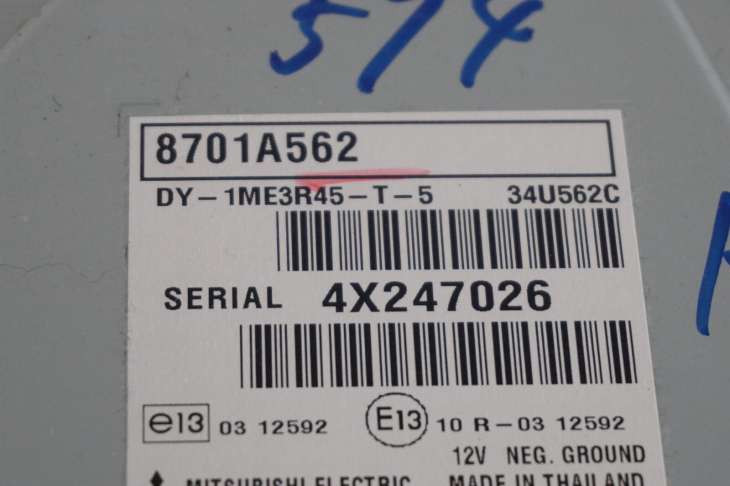 574
8701A562
DY-1ME3R45-T-5 34U562C
SERIAL 4X247026
e13 03 12592 E13 10 R-03 12592
12V NEG. GROUND
MITSUBISHI ELECTRIC MADE IN THAILAND